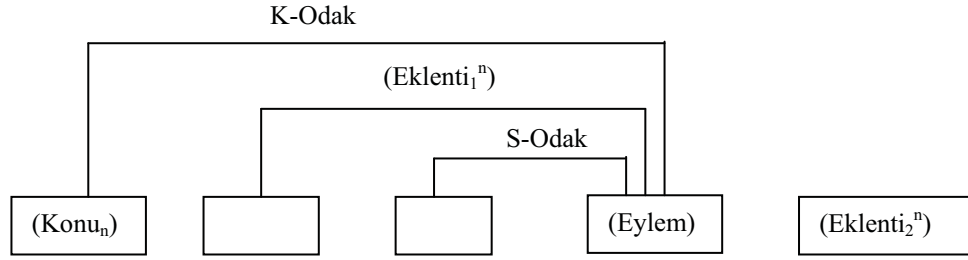 K-Odak
(Eklenti₁ⁿ)
S-Odak
(Konuₙ)
(Eylem)
(Eklenti₂ⁿ)